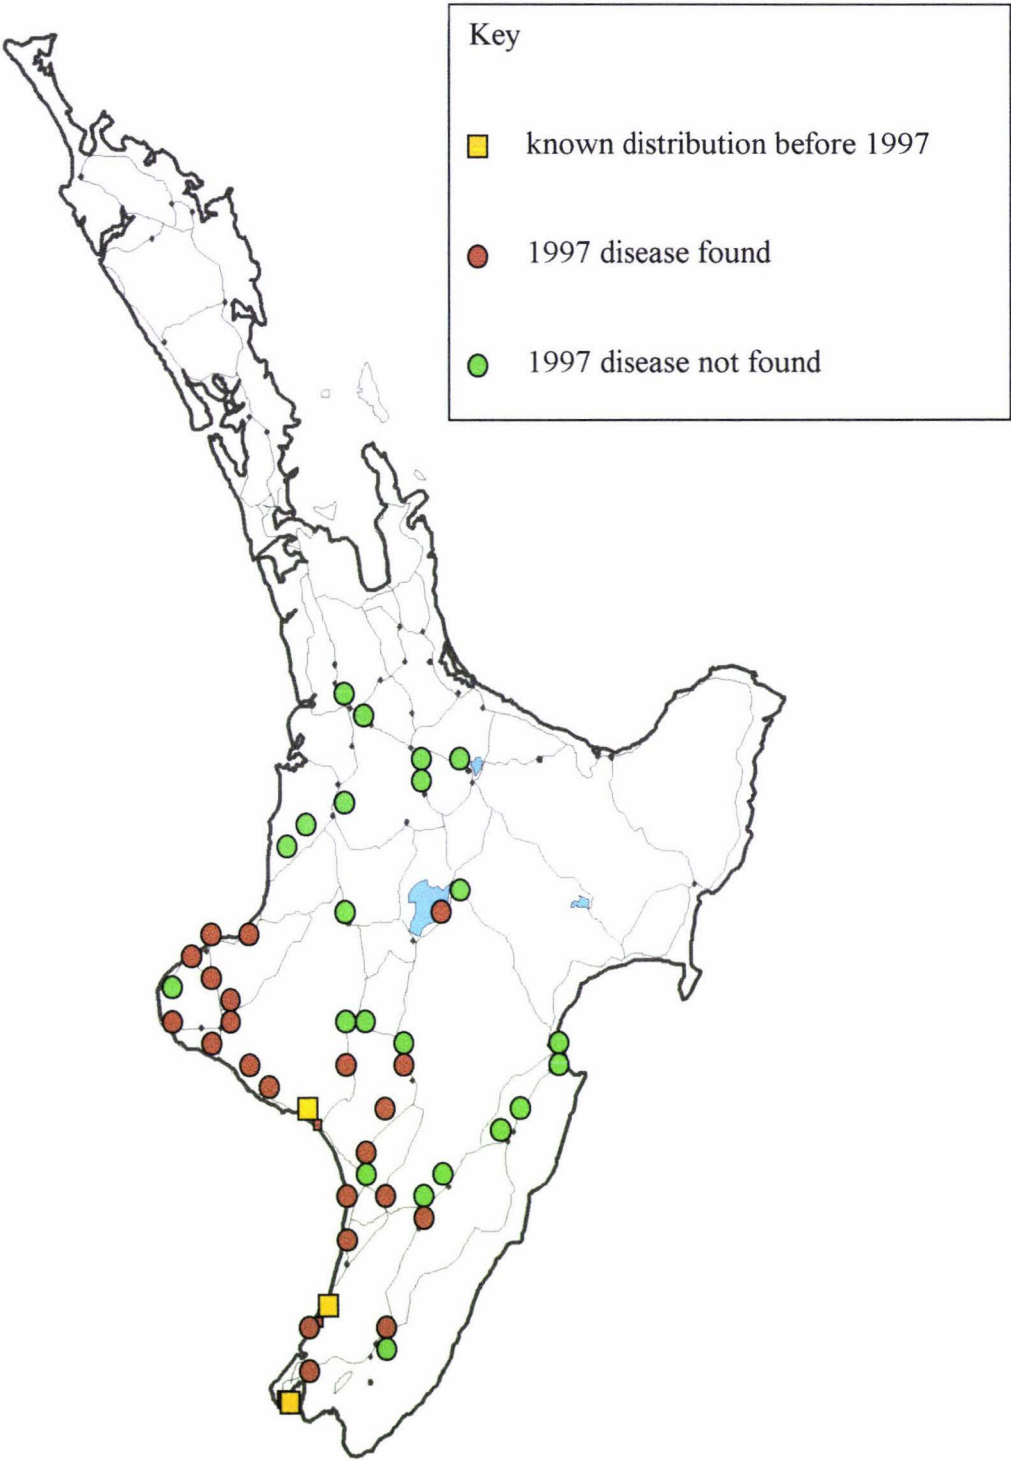 Key
known distribution before 1997
1997 disease found
1997 disease not found